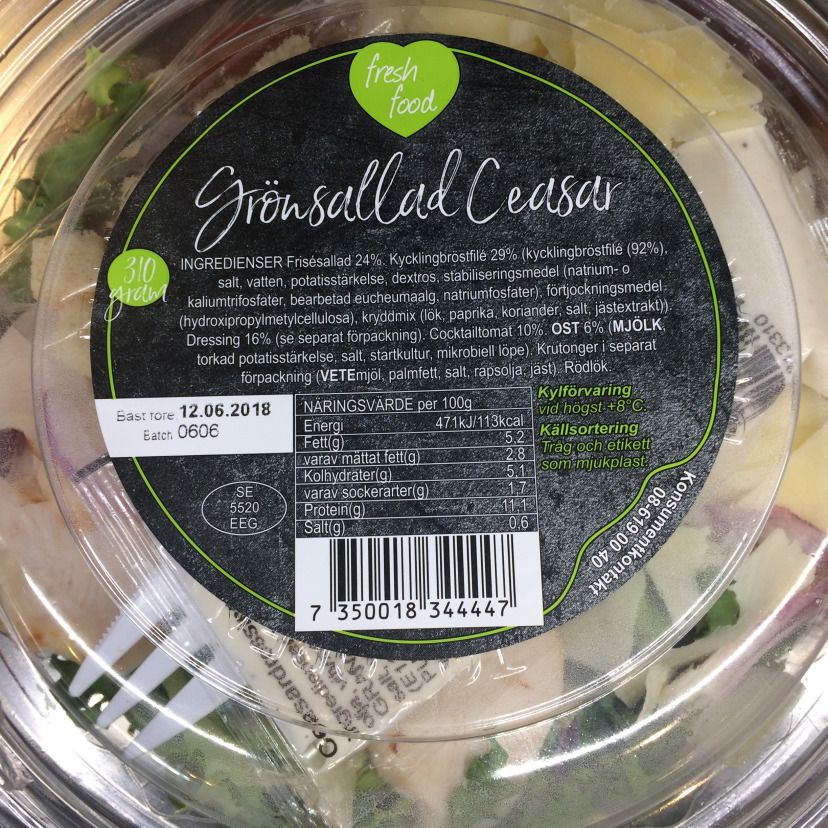 fresh
food
Grönsallad Ceasar
310
gram
INGREDIENSER Frisésallad 24%. Kycklingbröstfilé 29% (kycklingbröstfilé (92%),
salt, vatten, potatisstärkelse, dextros, stabiliseringsmedel (natrium- o
kaliumtrifosfater, bearbetad eucheumaalg, natriumfosfater), förtjockningsmedel
(hydroxipropylmetylcellulosa), kryddmix (lök, paprika, koriander, salt, jästextrakt)).
Dressing 16% (se separat förpackning). Cocktailtomat 10%. OST 6% (MJÖLK,
torkad potatisstärkelse, salt, startkultur, mikrobiell löpe). Krutonger i separat
förpackning (VETEmjöl, palmfett, salt, rapsolja, jäst). Rödlök.
Bäst före: 12.06.2018
Batch 0606
NÄRINGSVÄRDE per 100g
Energi 471kJ/113kcal
Fett(g) 5,2
varav mättat fett(g) 2,8
Kolhydrater(g) 5,1
varav sockerarter(g) 1,7
Protein(g) 11,1
Salt(g) 0,6
Kylförvaring
vid högst +8°C.
Källsortering
Tråg och etikett
som mjukplast.
SE
5520
EEG
Konsumentkontakt
08-619 00 40
7 350018 344447
3310